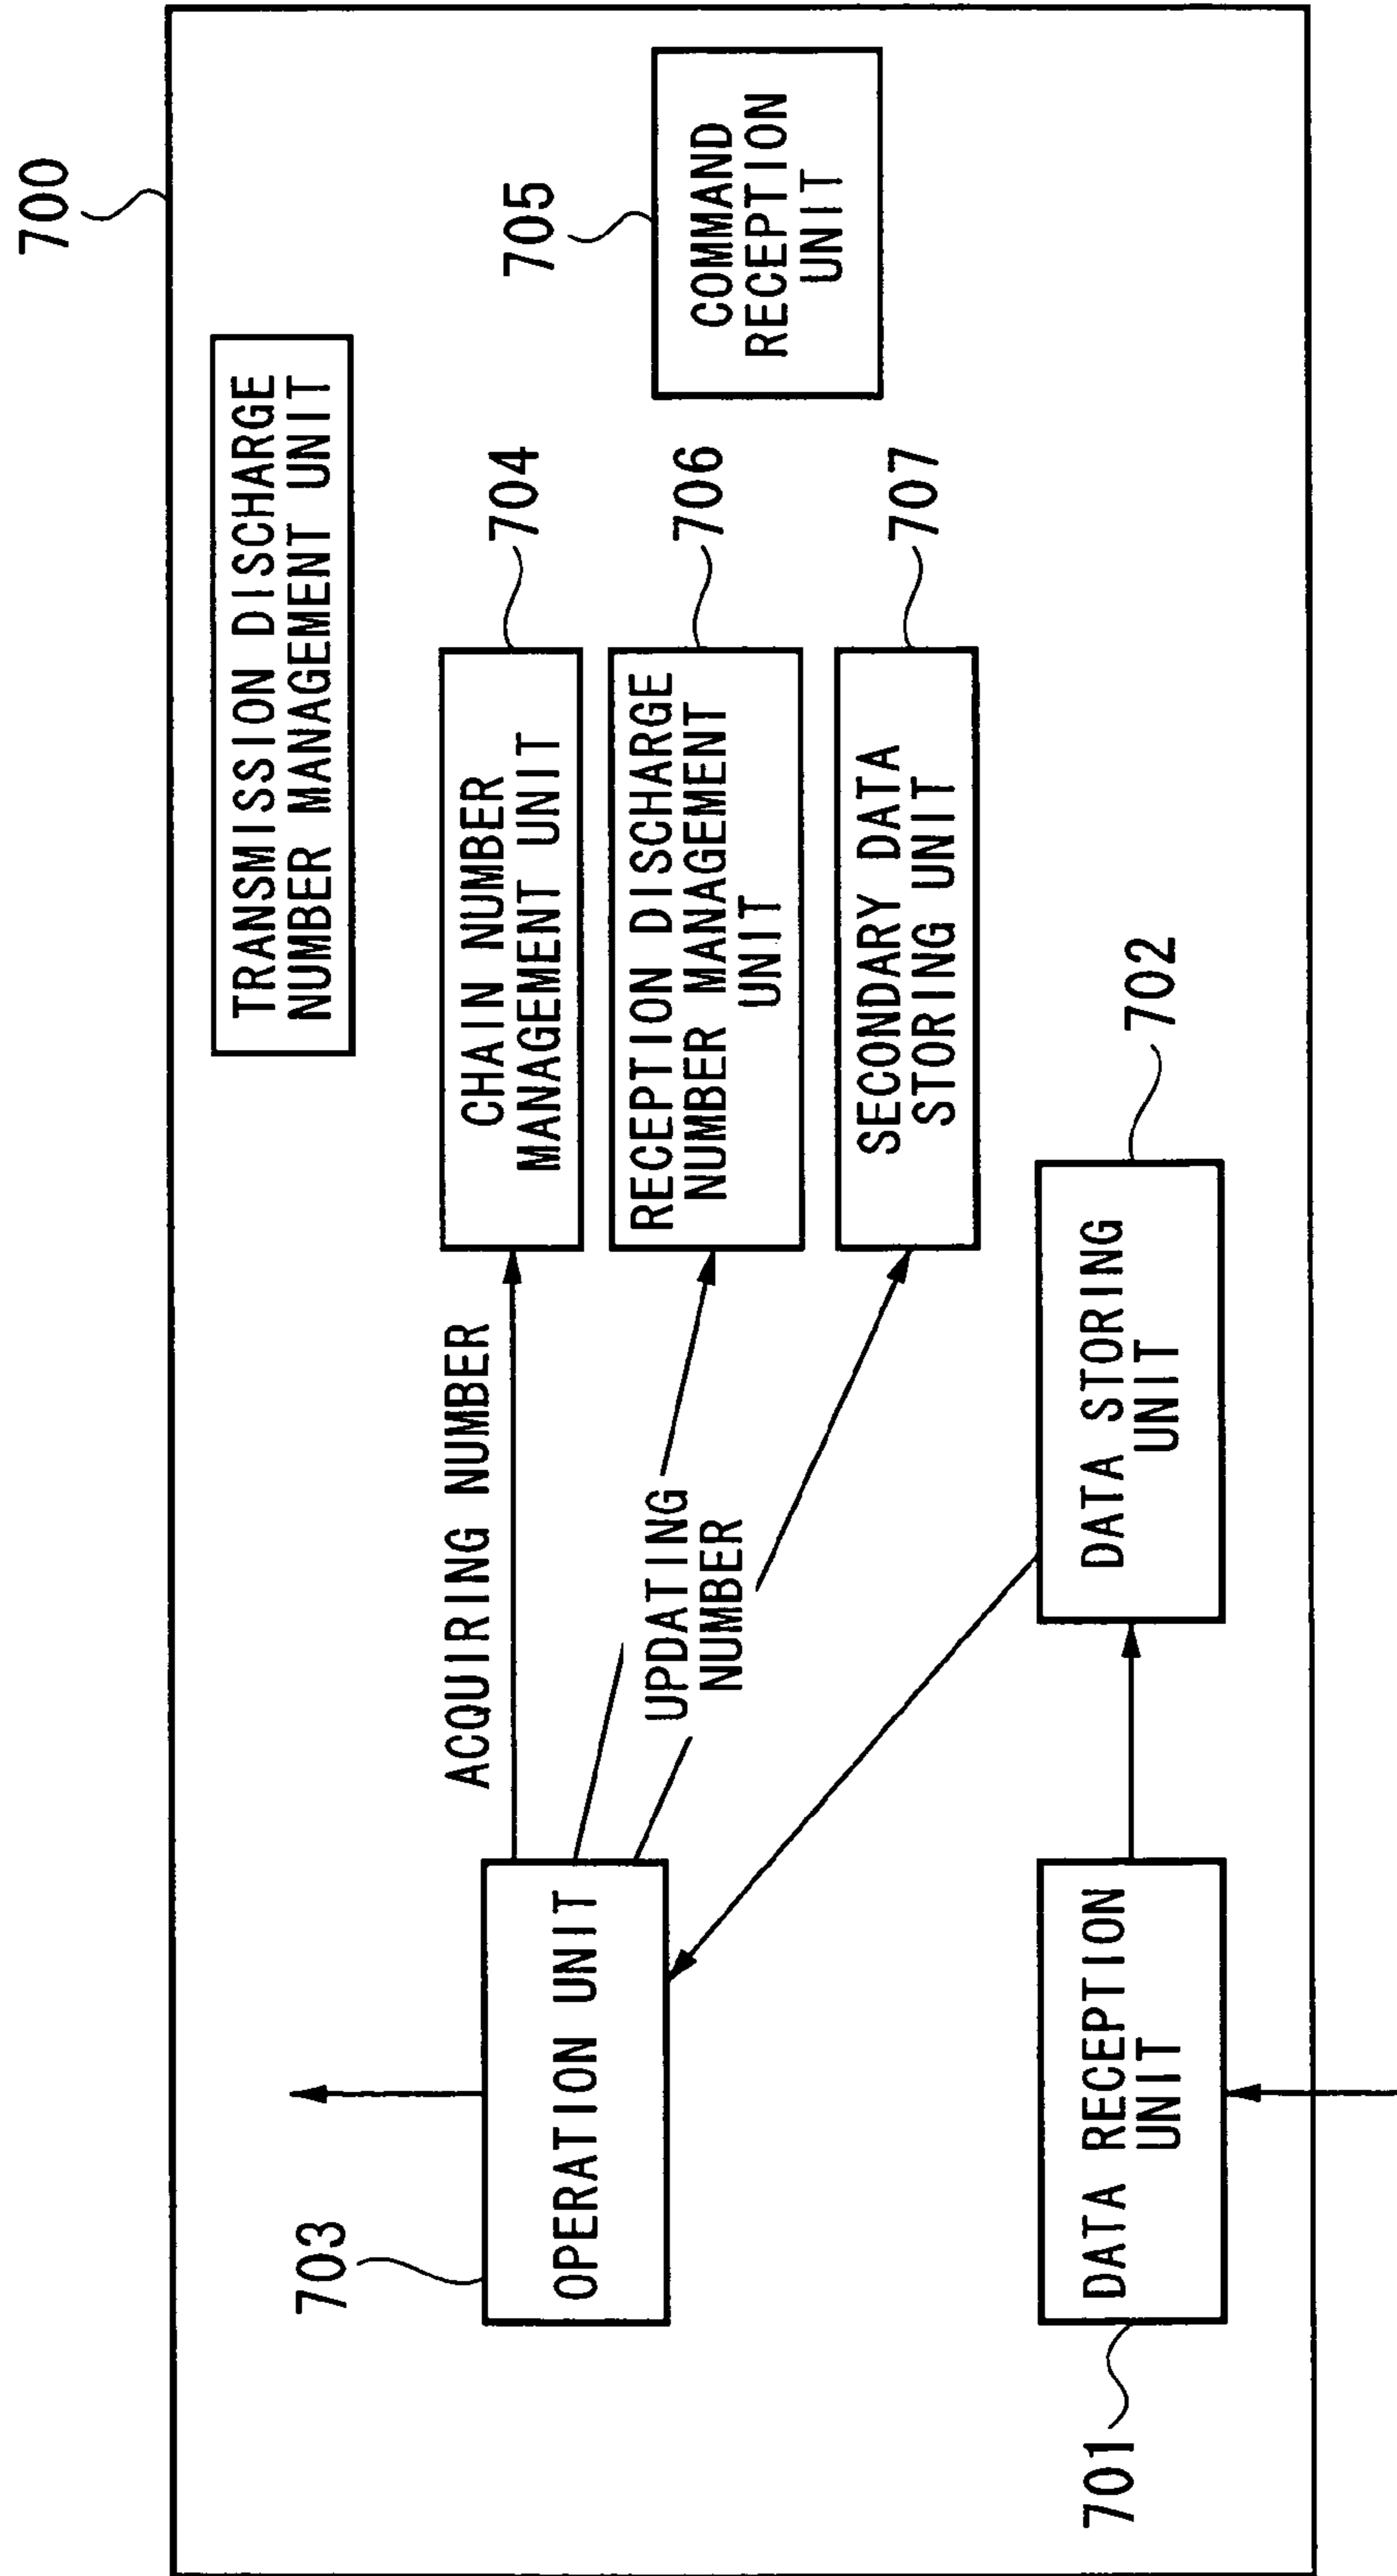 700
TRANSMISSION DISCHARGE
NUMBER MANAGEMENT UNIT
703
OPERATION UNIT
ACQUIRING NUMBER
UPDATING
NUMBER
CHAIN NUMBER
MANAGEMENT UNIT
704
RECEPTION DISCHARGE
NUMBER MANAGEMENT
UNIT
706
SECONDARY DATA
STORING UNIT
707
705
COMMAND
RECEPTION
UNIT
701
DATA RECEPTION
UNIT
DATA STORING
UNIT
702